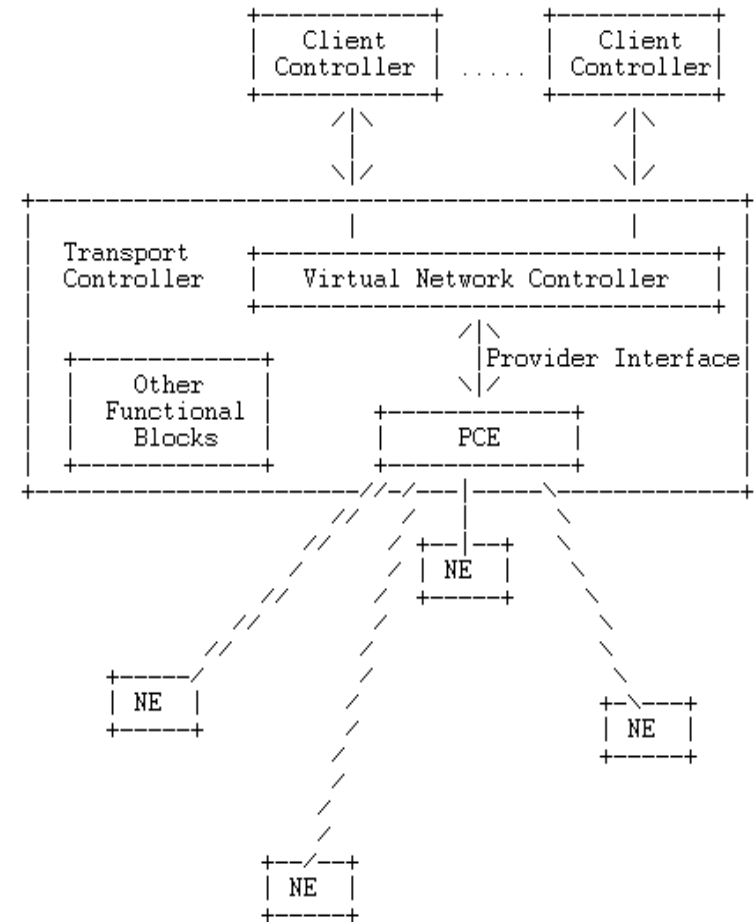 Client Client
Controller ..... Controller
Transport
Controller Virtual Network Controller
Provider Interface
Other
Functional
Blocks PCE
NE
NE
NE
NE